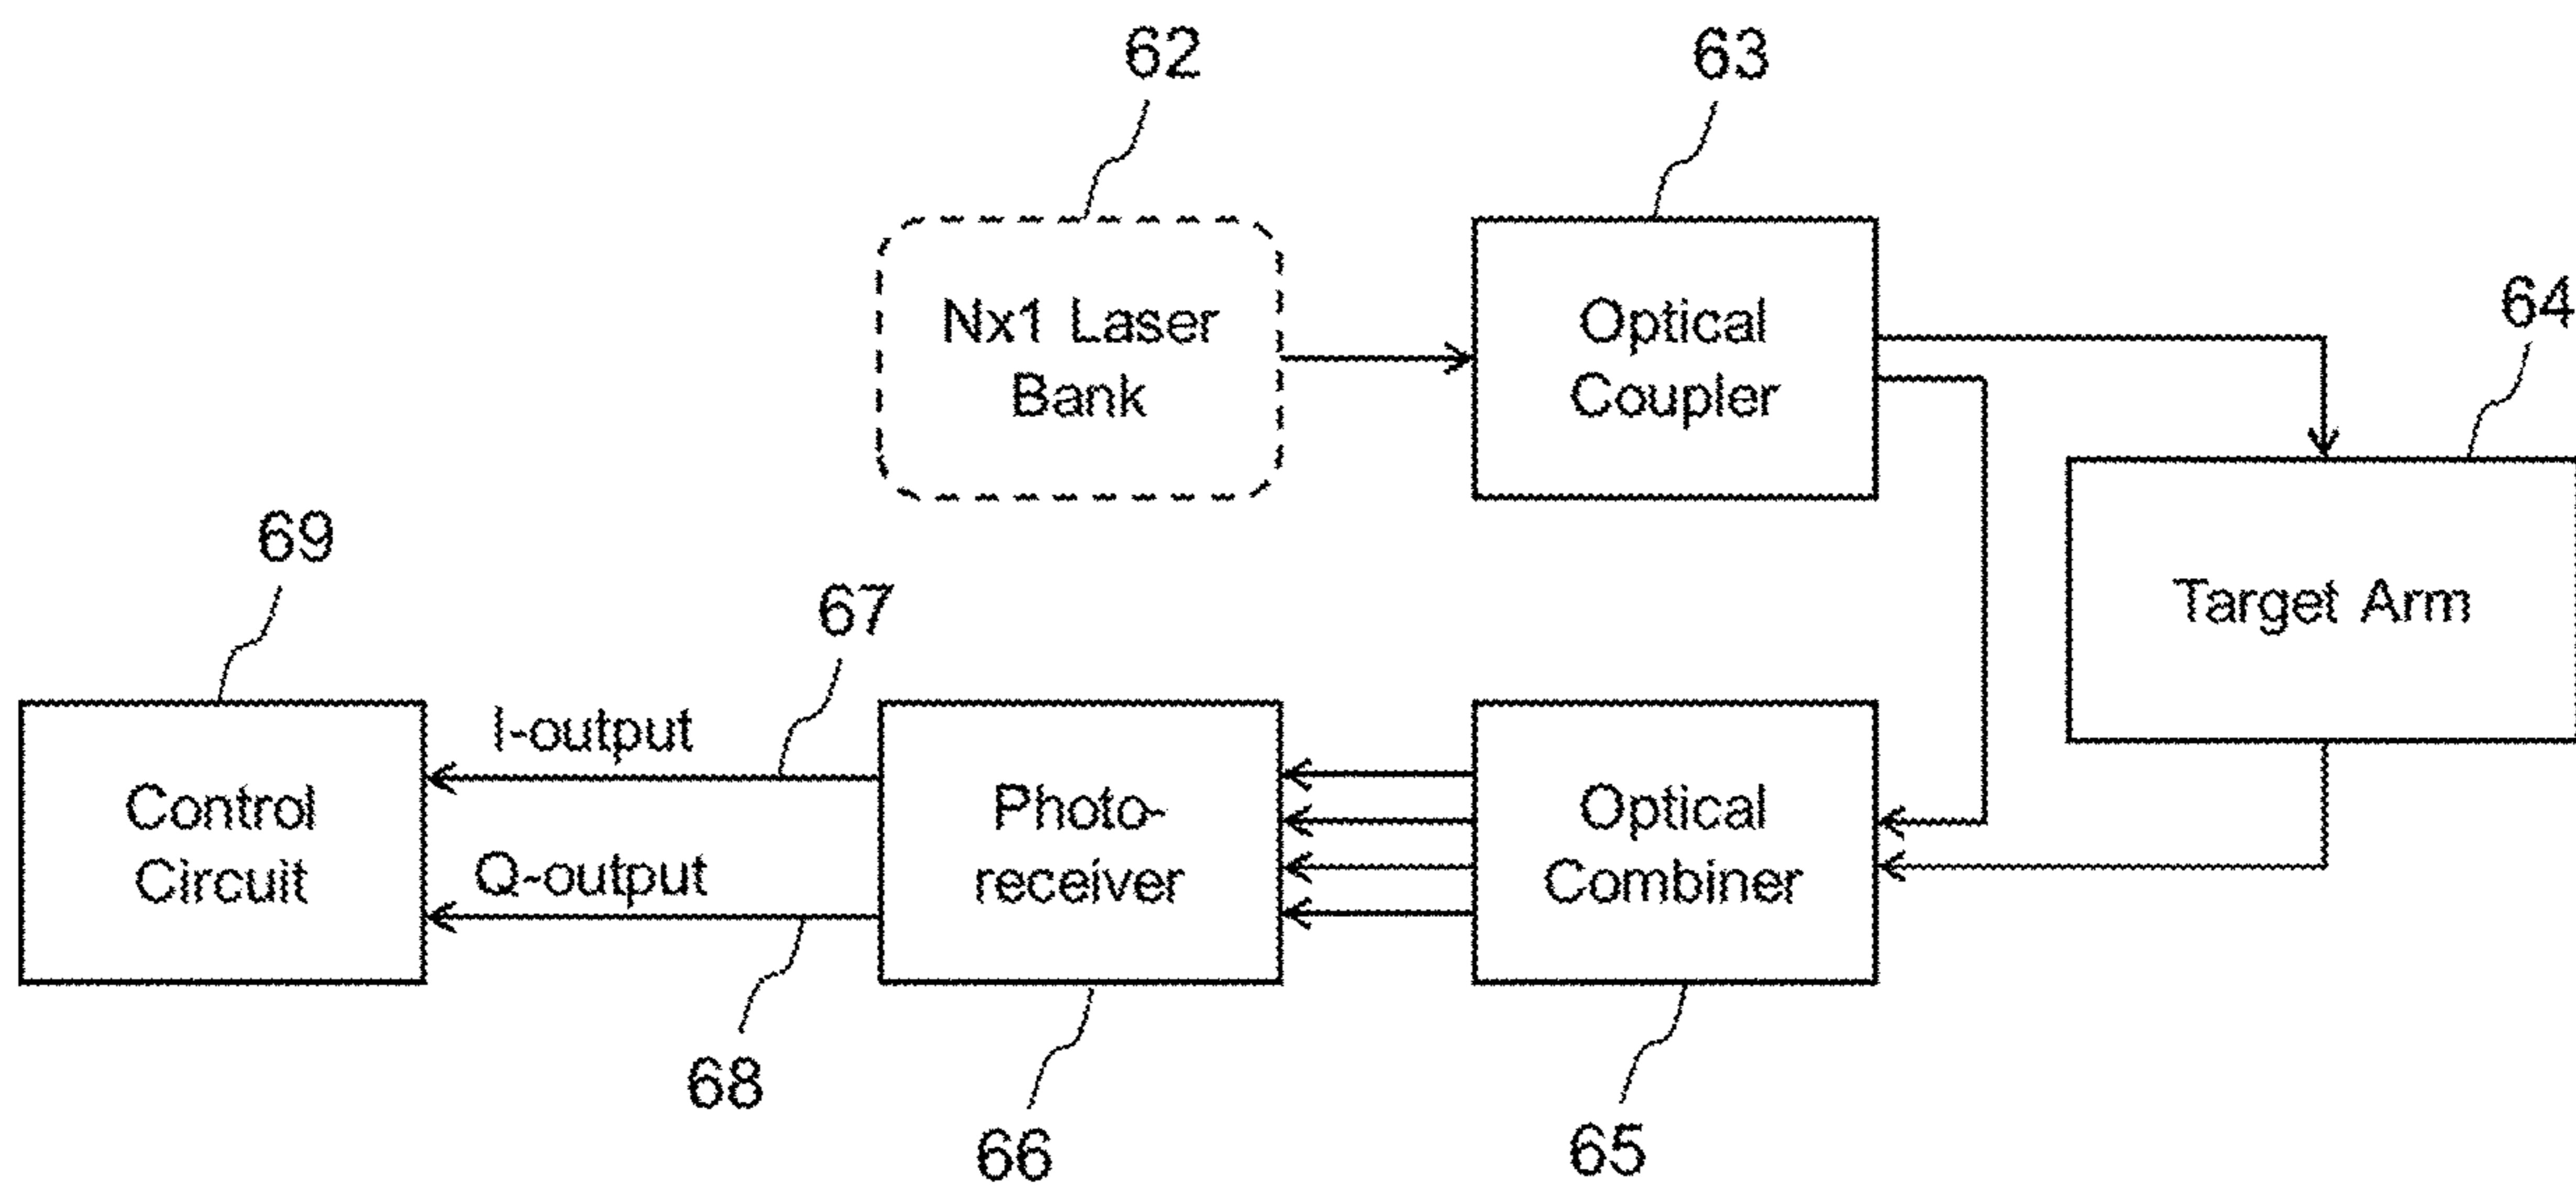 62
63
Nx1 Laser
Bank
Optical
Coupler
64
Target Arm
69
67
I-output
Control
Circuit
Q-output
Photo-
receiver
Optical
Combiner
68
66
65